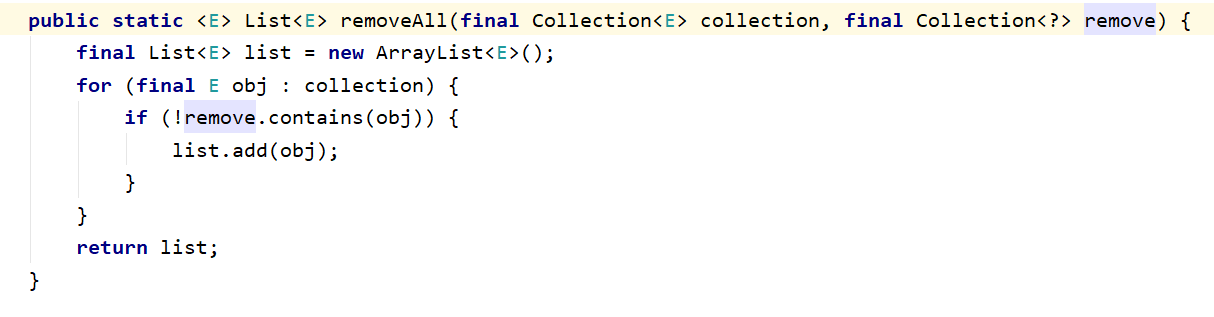 public static <E> List<E> removeAll(final Collection<E> collection, final Collection<?> remove) {
    final List<E> list = new ArrayList<E>();
    for (final E obj : collection) {
        if (!remove.contains(obj)) {
            list.add(obj);
        }
    }
    return list;
}